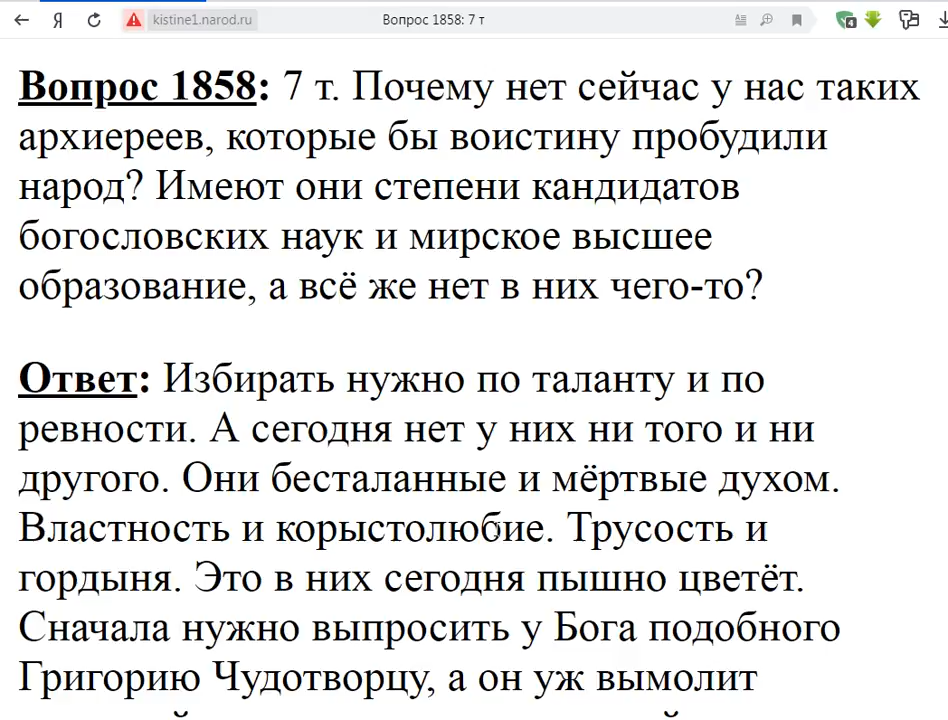 Я
kistine1.narod.ru
Вопрос 1858: 7 т
4
Вопрос 1858: 7 т. Почему нет сейчас у нас таких
архиереев, которые бы воистину пробудили
народ? Имеют они степени кандидатов
богословских наук и мирское высшее
образование, а всё же нет в них чего-то?
Ответ: Избирать нужно по таланту и по
ревности. А сегодня нет у них ни того и ни
другого. Они бесталанные и мёртвые духом.
Властность и корыстолюбие. Трусость и
гордыня. Это в них сегодня пышно цветёт.
Сначала нужно выпросить у Бога подобного
Григорию Чудотворцу, а он уж вымолит